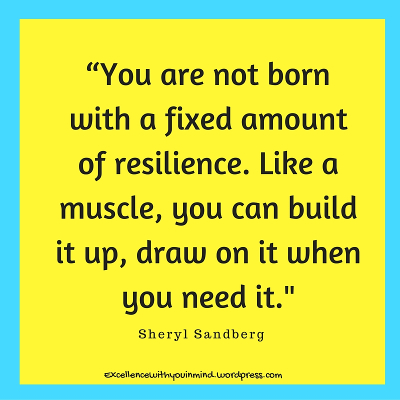 “You are not born
with a fixed amount
of resilience. Like a
muscle, you can build
it up, draw on it when
you need it."
Sheryl Sandberg
excellencewithyouinmind.wordpress.com